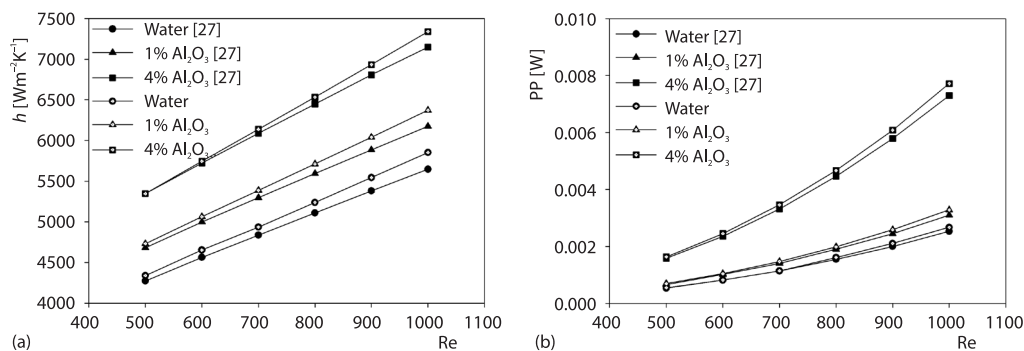 7500
7000
6500
6000
5500
5000
4500
4000
h [Wm⁻²K⁻¹]
Water [27]
1% Al₂O₃ [27]
4% Al₂O₃ [27]
Water
1% Al₂O₃
4% Al₂O₃
400 500 600 700 800 900 1000 1100
(a)
Re
0.010
0.008
0.006
0.004
0.002
0.000
PP [W]
Water [27]
1% Al₂O₃ [27]
4% Al₂O₃ [27]
Water
1% Al₂O₃
4% Al₂O₃
400 500 600 700 800 900 1000 1100
(b)
Re